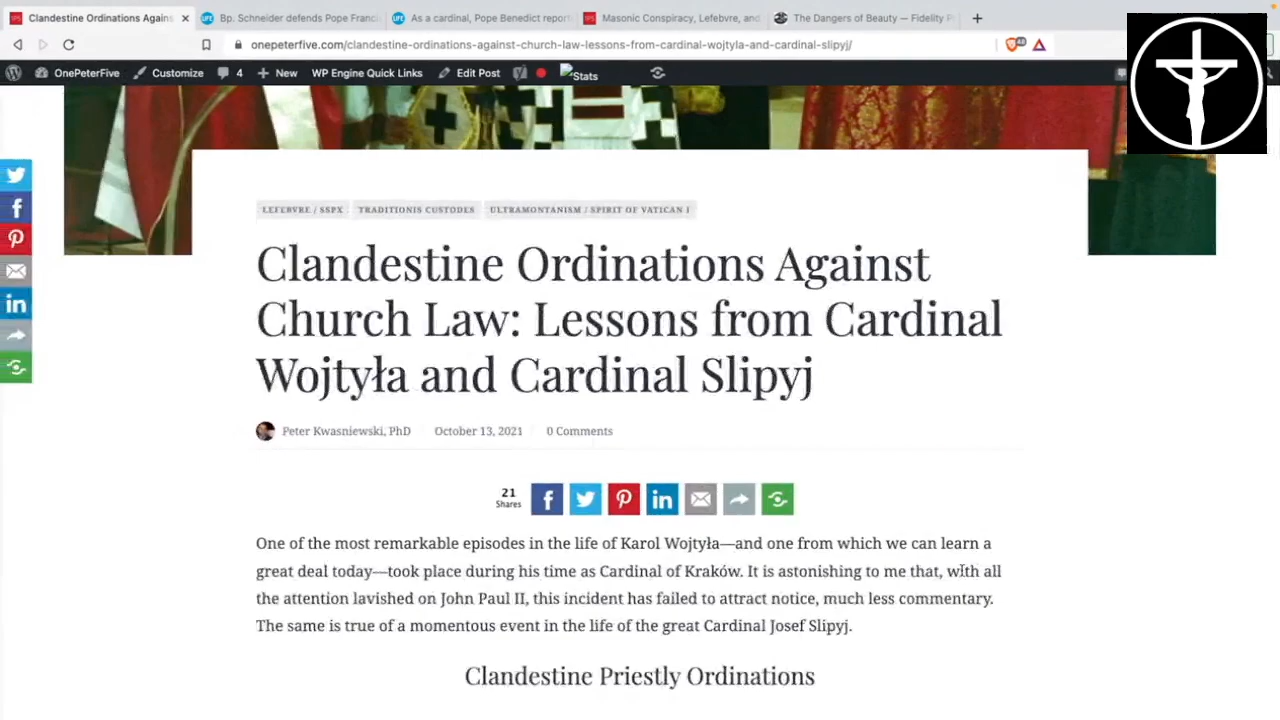 Clandestine Ordinations Agains
Bp. Schneider defends Pope Franci
As a cardinal, Pope Benedict report
Masonic Conspiracy, Lefebvre, and
The Dangers of Beauty — Fidelity P
onepeterfive.com/clandestine-ordinations-against-church-law-lessons-from-cardinal-wojtyla-and-cardinal-slipyj/
OnePeterFive Customize 4 New WP Engine Quick Links Edit Post Stats
LEFEBVRE / SSPX TRADITIONIS CUSTODES ULTRAMONTANISM / SPIRIT OF VATICAN I
Clandestine Ordinations Against
Church Law: Lessons from Cardinal
Wojtyła and Cardinal Slipyj
Peter Kwasniewski, PhD October 13, 2021 0 Comments
21
Shares
One of the most remarkable episodes in the life of Karol Wojtyła—and one from which we can learn a
great deal today—took place during his time as Cardinal of Kraków. It is astonishing to me that, with all
the attention lavished on John Paul II, this incident has failed to attract notice, much less commentary.
The same is true of a momentous event in the life of the great Cardinal Josef Slipyj.
Clandestine Priestly Ordinations